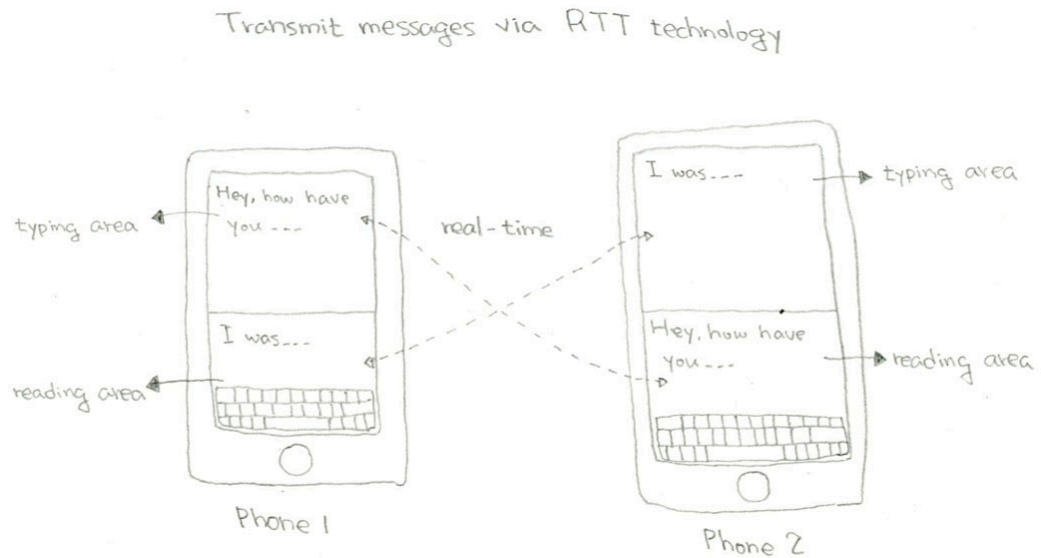 Transmit messages via RTT technology
Hey, how have
you ---
typing area
I was---
reading area
Phone 1
real-time
I was---
typing area
Hey, how have
you---
reading area
Phone 2